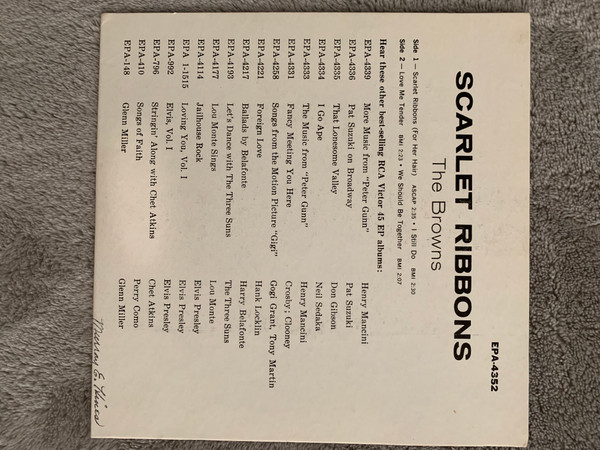 EPA-4352
SCARLET RIBBONS
The Browns
Side 1 — Scarlet Ribbons (For Her Hair) ASCAP 2:35 • I Still Do BMI 2:30
Side 2 — Love Me Tender BMI 2:23 • We Should Be Together BMI 2:07
Hear these other best-selling RCA Victor 45 EP albums:
EPA-4339 More Music from "Peter Gunn" Henry Mancini
EPA-4336 Pat Suzuki on Broadway Pat Suzuki
EPA-4335 That Lonesome Valley Don Gibson
EPA-4334 I Go Ape Neil Sedaka
EPA-4333 The Music from "Peter Gunn" Henry Mancini
EPA-4331 Fancy Meeting You Here Crosby; Clooney
EPA-4258 Songs from the Motion Picture "Gigi" Gogi Grant, Tony Martin
EPA-4221 Foreign Love Hank Locklin
EPA-4217 Ballads by Belafonte Harry Belafonte
EPA-4193 Let's Dance with The Three Suns The Three Suns
EPA-4177 Lou Monte Sings Lou Monte
EPA-4114 Jailhouse Rock Elvis Presley
EPA 1-1515 Loving You, Vol. I Elvis Presley
EPA-992 Elvis, Vol. I Elvis Presley
EPA-796 Stringin' Along with Chet Atkins Chet Atkins
EPA-410 Songs of Faith Perry Como
EPA-148 Glenn Miller Glenn Miller